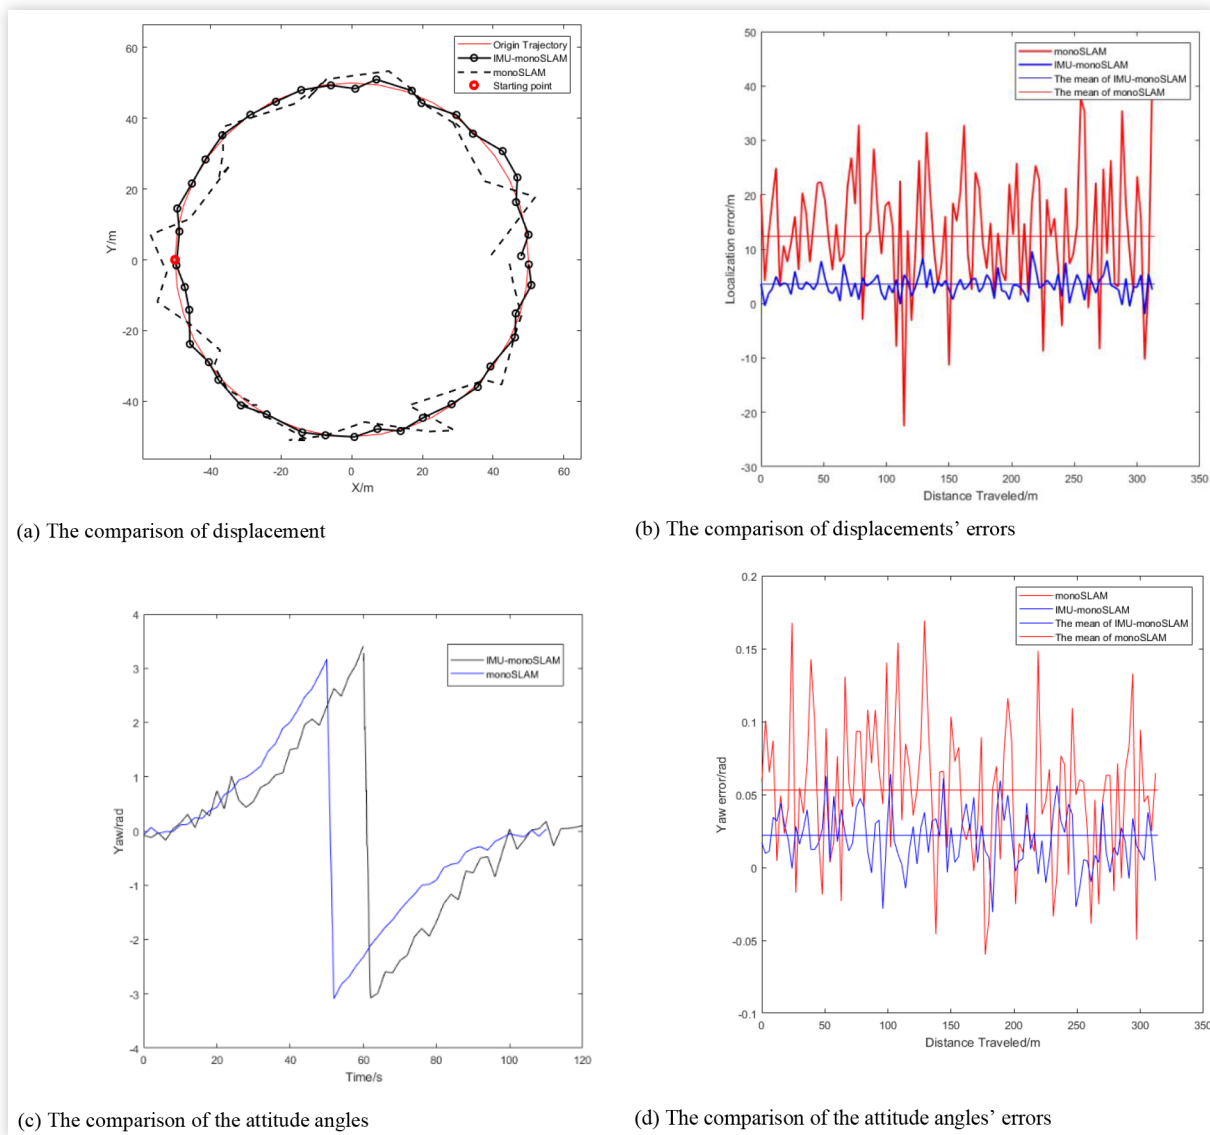 60
40
20
0
-20
-40
-40
-20
0
20
40
60
Y/m
X/m
Origin Trajectory
IMU-monoSLAM
monoSLAM
Starting point
(a) The comparison of displacement
50
40
30
20
10
0
-10
-20
-30
0
50
100
150
200
250
300
350
Localization error/m
Distance Traveled/m
monoSLAM
IMU-monoSLAM
The mean of IMU-monoSLAM
The mean of monoSLAM
(b) The comparison of displacements’ errors
4
3
2
1
0
-1
-2
-3
-4
0
20
40
60
80
100
120
Yaw/rad
Time/s
IMU-monoSLAM
monoSLAM
(c) The comparison of the attitude angles
0.2
0.15
0.1
0.05
0
-0.05
-0.1
0
50
100
150
200
250
300
350
Yaw error/rad
Distance Traveled/m
monoSLAM
IMU-monoSLAM
The mean of IMU-monoSLAM
The mean of monoSLAM
(d) The comparison of the attitude angles’ errors